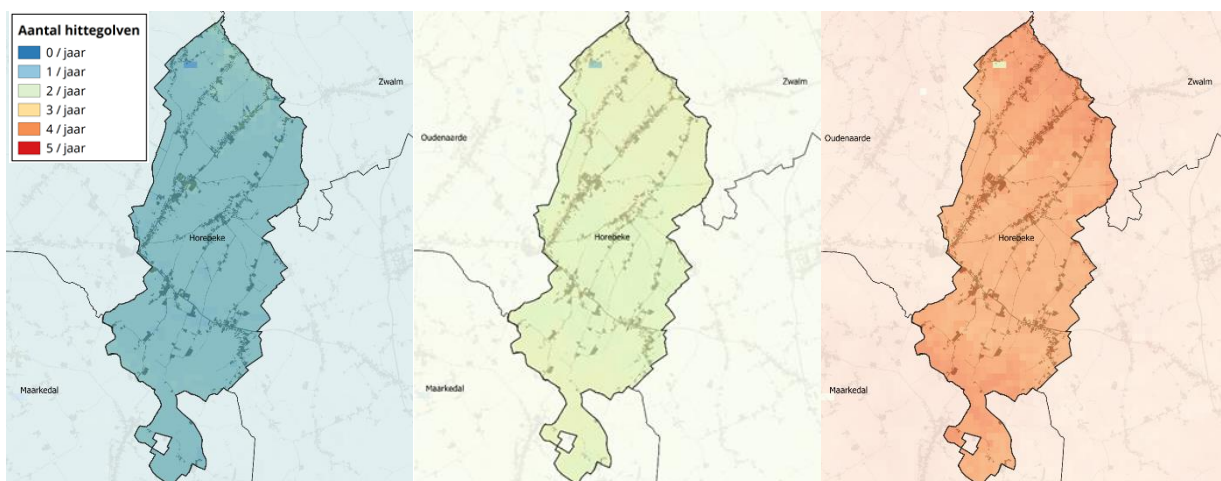 Aantal hittegolven
0 / jaar
1 / jaar
2 / jaar
3 / jaar
4 / jaar
5 / jaar
Zwalm
Horebeke
Maarkedal
Zwalm
Oudenaarde
Horebeke
Maarkedal
Zwalm
Oudenaarde
Horebeke
Maarkedal